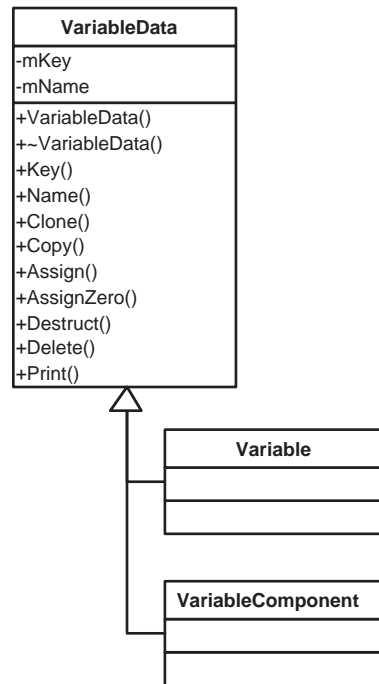 VariableData
-mKey
-mName
+VariableData()
+~VariableData()
+Key()
+Name()
+Clone()
+Copy()
+Assign()
+AssignZero()
+Destruct()
+Delete()
+Print()
Variable
VariableComponent